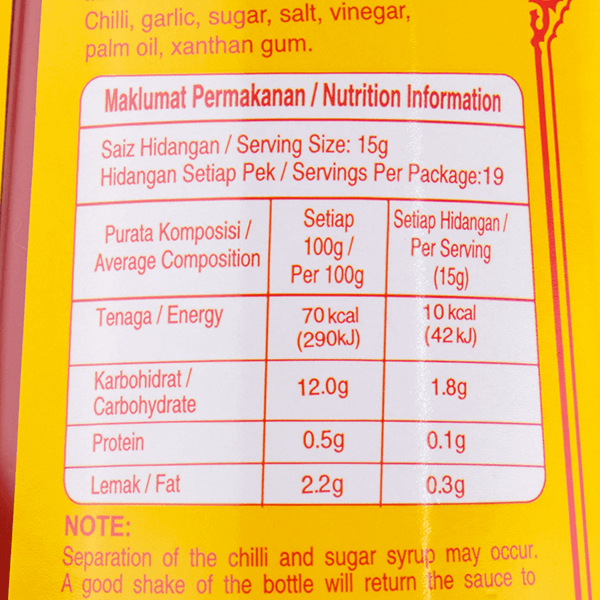 Chilli, garlic, sugar, salt, vinegar,
palm oil, xanthan gum.
Maklumat Permakanan / Nutrition Information
Saiz Hidangan / Serving Size: 15g
Hidangan Setiap Pek / Servings Per Package:19
Purata Komposisi /
Average Composition
Setiap
100g /
Per 100g
Setiap Hidangan /
Per Serving
(15g)
Tenaga / Energy
70 kcal
(290kJ)
10 kcal
(42 kJ)
Karbohidrat /
Carbohydrate
12.0g
1.8g
Protein
0.5g
0.1g
Lemak / Fat
2.2g
0.3g
NOTE:
Separation of the chilli and sugar syrup may occur.
A good shake of the bottle will return the sauce to